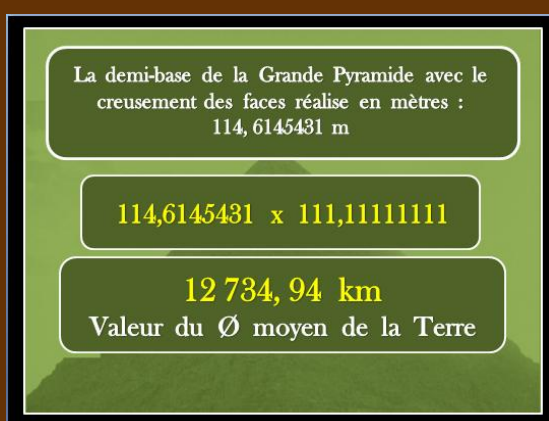 La demi-base de la Grande Pyramide avec le
creusement des faces réalise en mètres :
114, 6145431 m
114,6145431 x 111,11111111
12 734, 94 km
Valeur du Ø moyen de la Terre